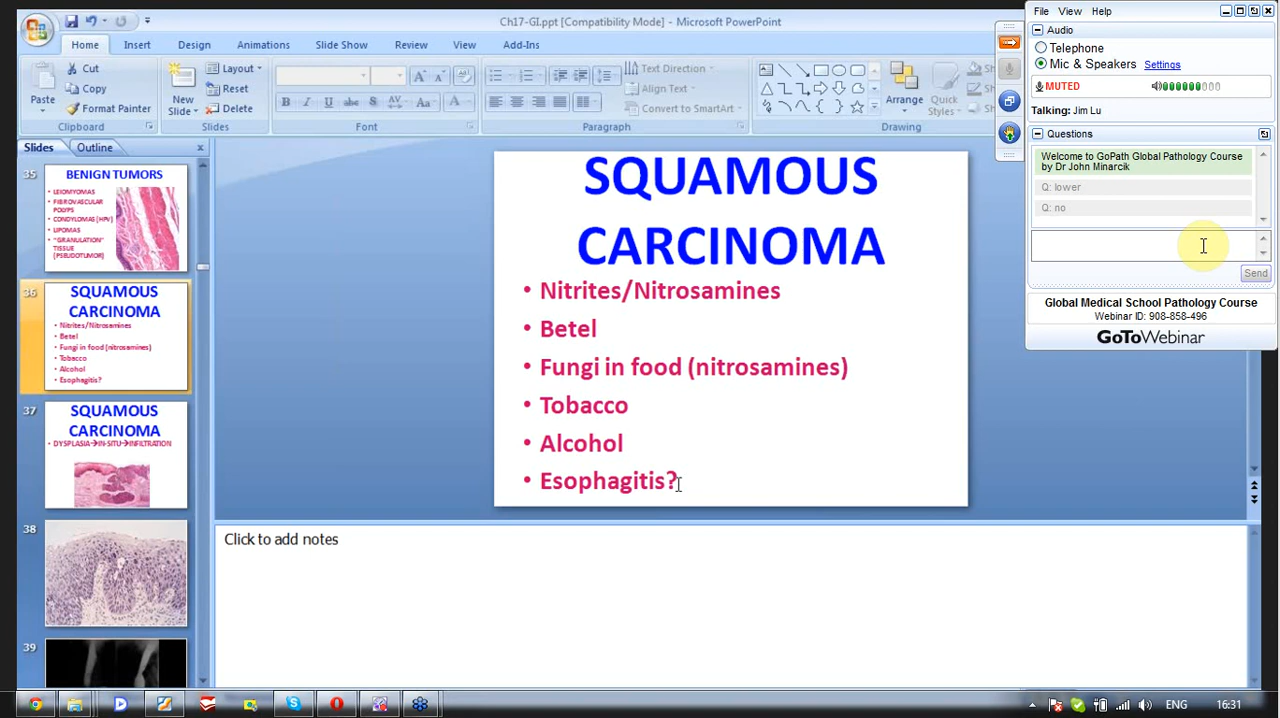 Ch17-GI.ppt [Compatibility Mode] - Microsoft PowerPoint
Home
Insert
Design
Animations
Slide Show
Review
View
Add-Ins
Paste
Cut
Copy
Format Painter
Clipboard
New
Slide
Layout
Reset
Delete
Slides
B I U abe S AV Aa A
Font
Text Direction
Align Text
Convert to SmartArt
Paragraph
Arrange
Quick
Styles
Drawing
Slides
Outline
35
BENIGN TUMORS
• LEIOMYOMAS
• FIBROVASCULAR
POLYPS
• CONDYLOMAS (HPV)
• LIPOMAS
• "GRANULATION"
TISSUE
(PSEUDOTUMOR)
36
SQUAMOUS
CARCINOMA
• Nitrites/Nitrosamines
• Betel
• Fungi in food (nitrosamines)
• Tobacco
• Alcohol
• Esophagitis?
37
SQUAMOUS
CARCINOMA
• DYSPLASIA→IN-SITU→INFILTRATION
38
39
SQUAMOUS
CARCINOMA
• Nitrites/Nitrosamines
• Betel
• Fungi in food (nitrosamines)
• Tobacco
• Alcohol
• Esophagitis?
Click to add notes
File View Help
Audio
Telephone
Mic & Speakers Settings
MUTED
Talking: Jim Lu
Questions
Welcome to GoPath Global Pathology Course
by Dr John Minarcik
Q: lower
Q: no
Send
Global Medical School Pathology Course
Webinar ID: 908-858-496
GoToWebinar
ENG
16:31